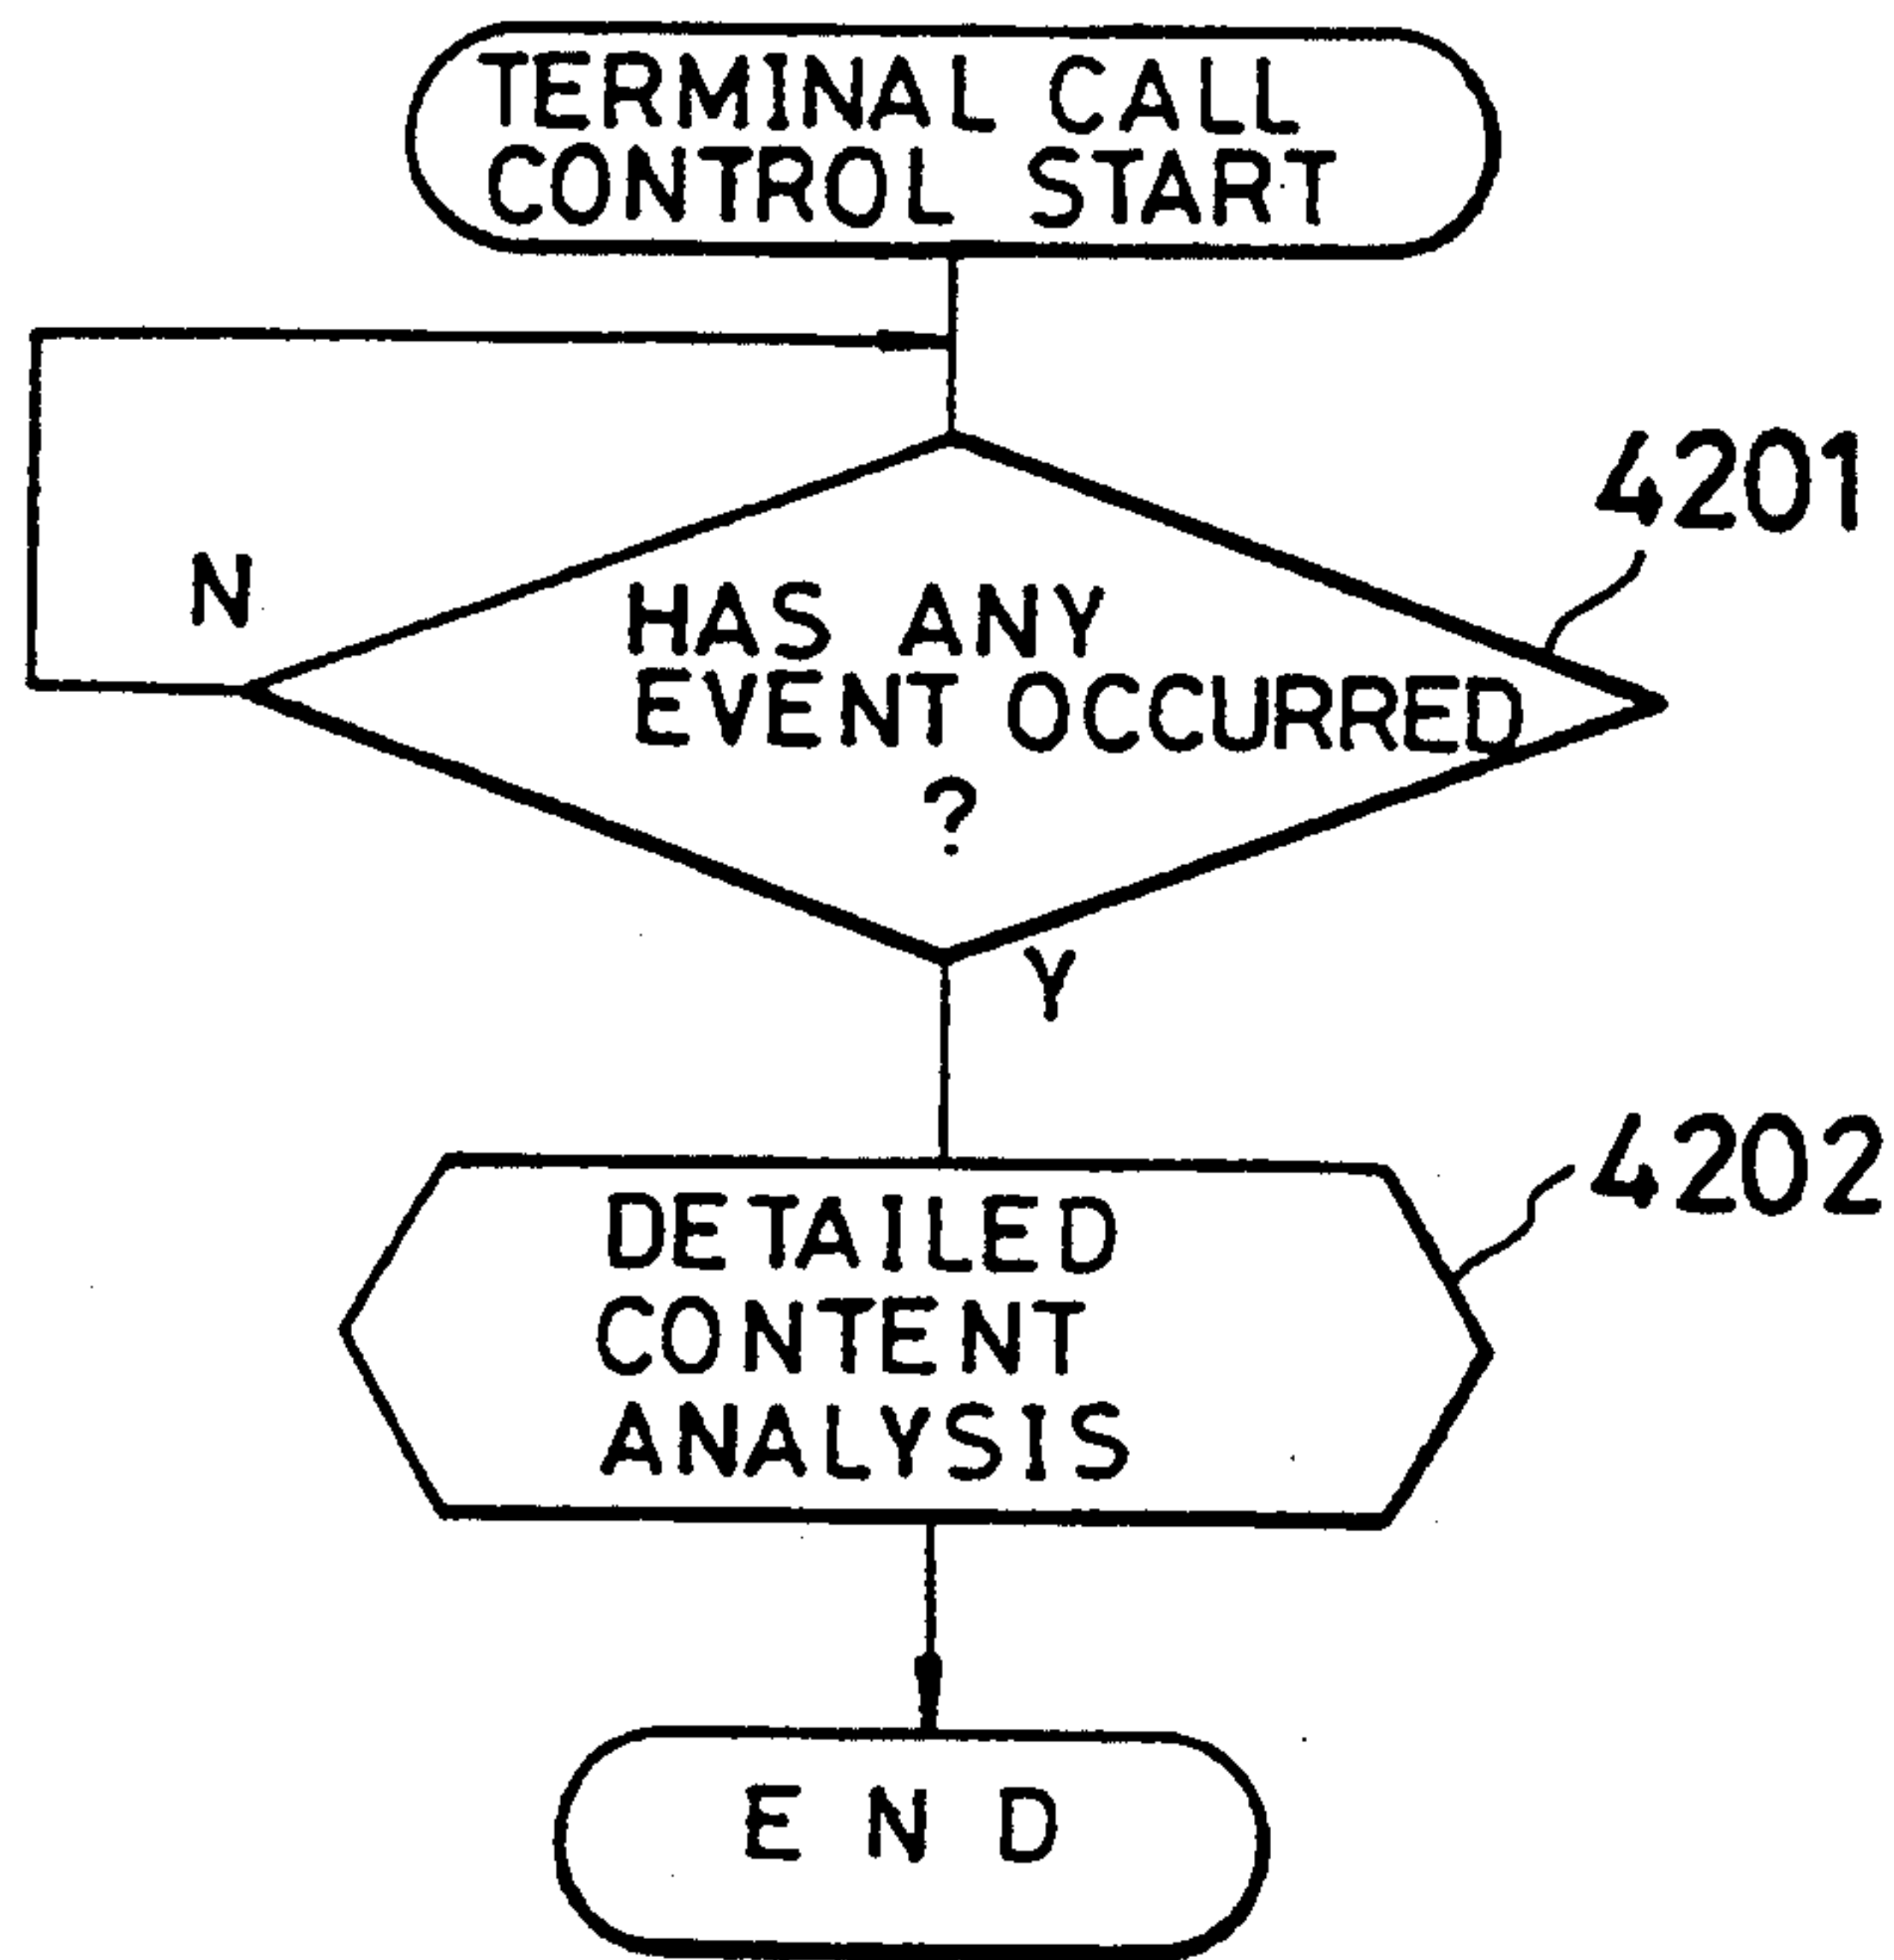 TERMINAL CALL
CONTROL START
4201
N
HAS ANY
EVENT OCCURRED
?
Y
4202
DETAILED
CONTENT
ANALYSIS
END